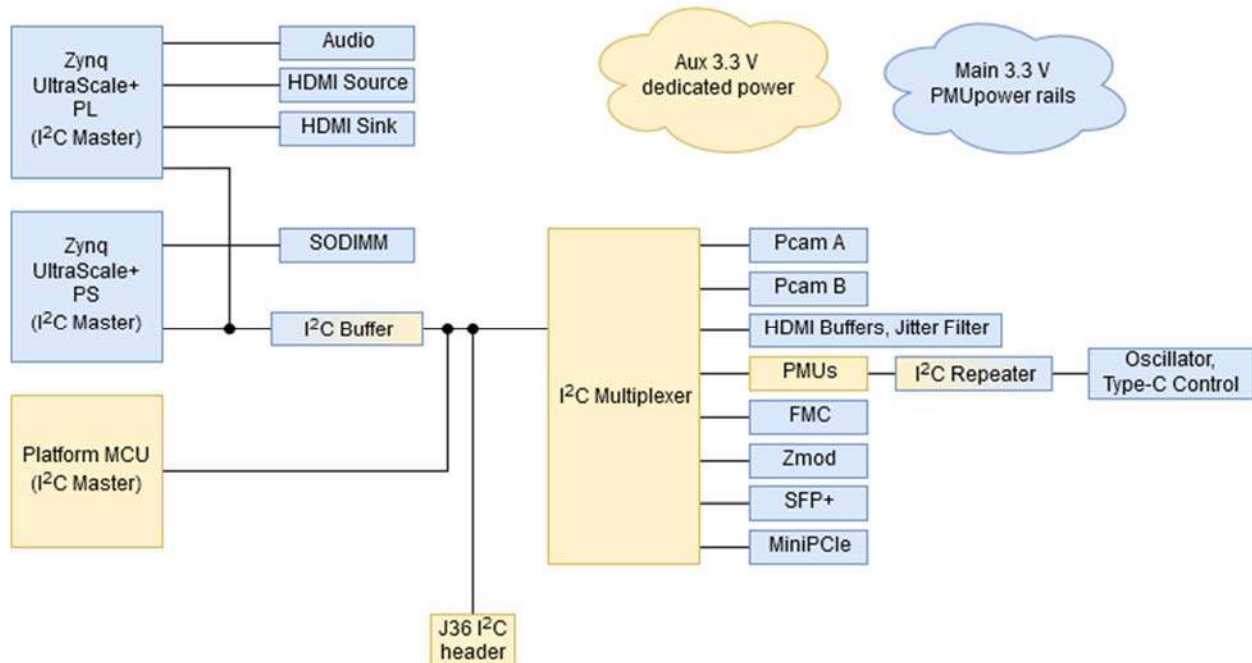 Zynq
UltraScale+
PL
(I²C Master)
Audio
HDMI Source
HDMI Sink
Aux 3.3 V
dedicated power
Main 3.3 V
PMUpower rails
Zynq
UltraScale+
PS
(I²C Master)
SODIMM
I²C Buffer
Platform MCU
(I²C Master)
J36 I²C
header
I²C Multiplexer
Pcam A
Pcam B
HDMI Buffers, Jitter Filter
PMUs
I²C Repeater
Oscillator,
Type-C Control
FMC
Zmod
SFP+
MiniPCIe